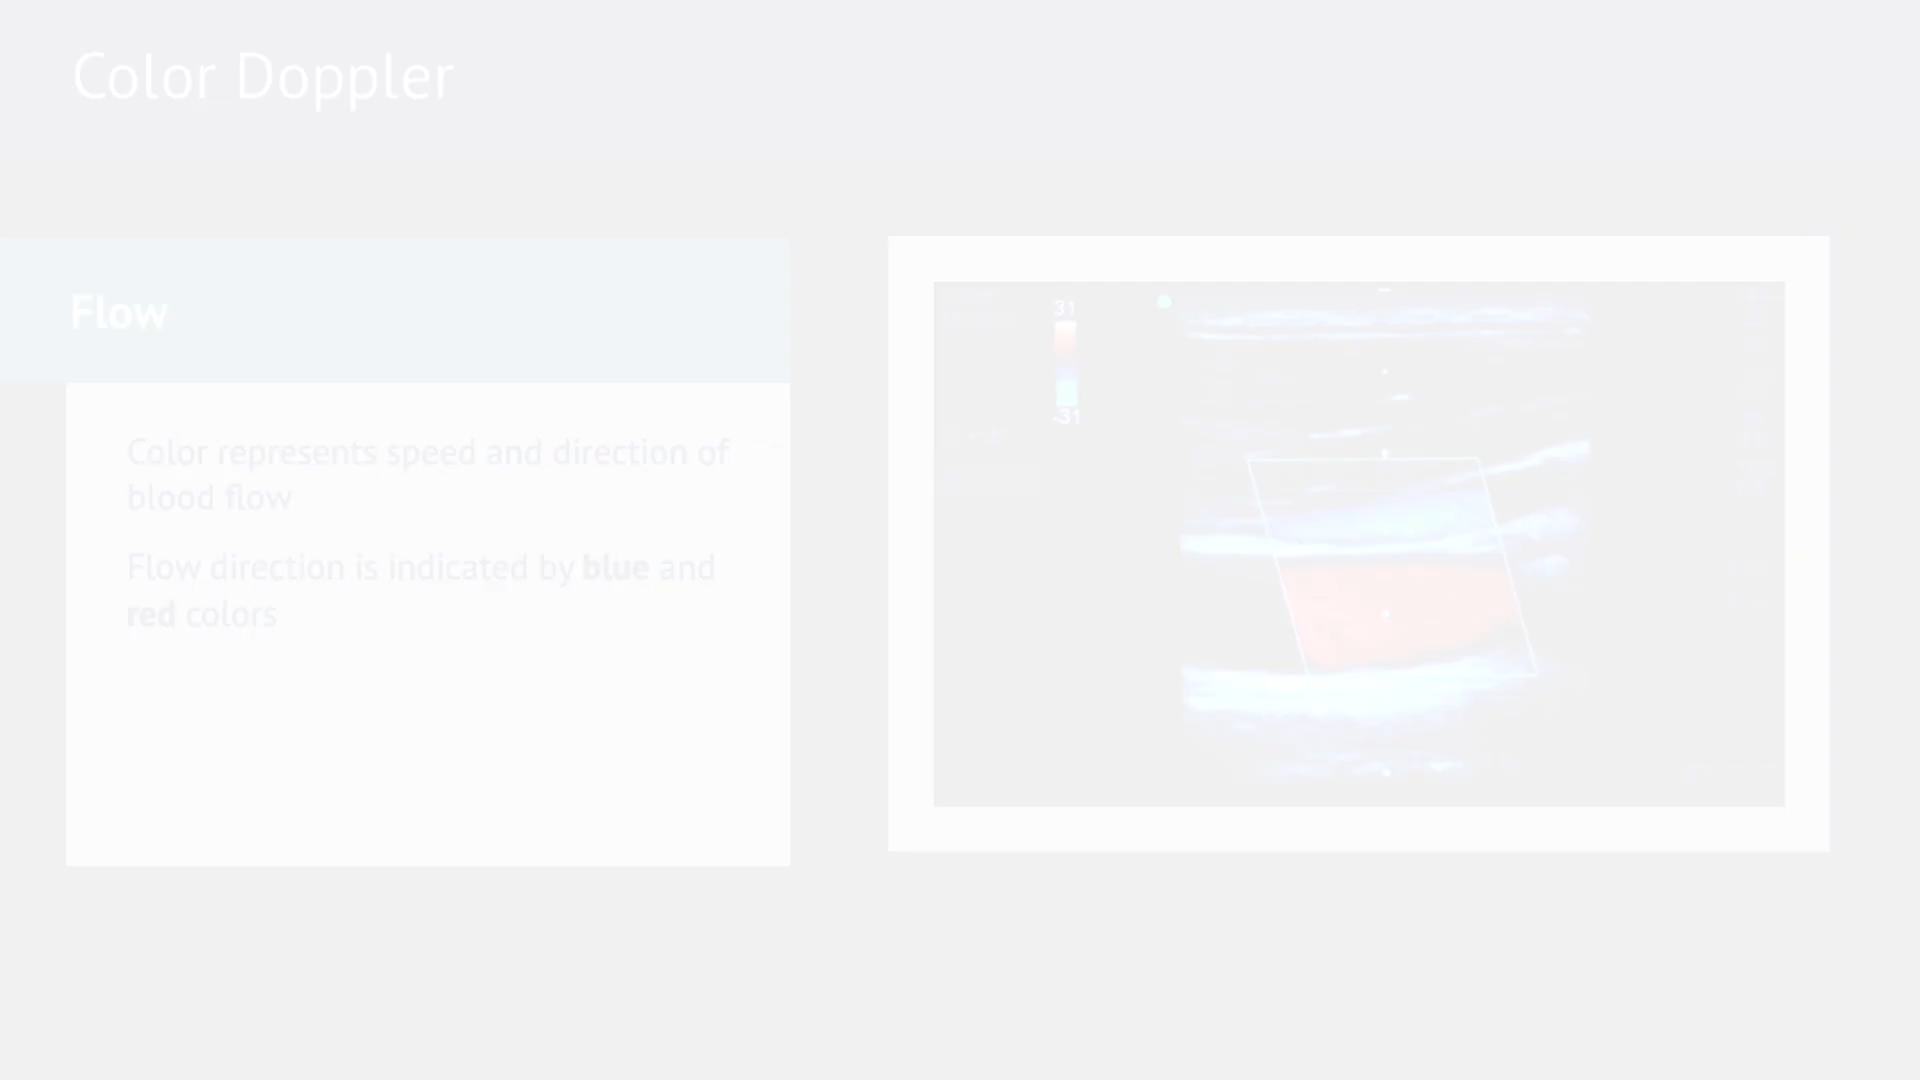 Color Doppler
Flow
Color represents speed and direction of
blood flow
Flow direction is indicated by blue and
red colors
31
-31